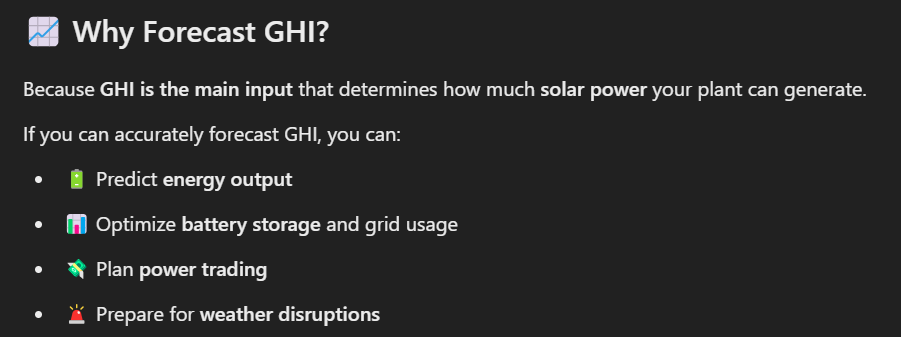 📈 Why Forecast GHI?
Because GHI is the main input that determines how much solar power your plant can generate.
If you can accurately forecast GHI, you can:
• 🔋 Predict energy output
• 📊 Optimize battery storage and grid usage
• 💸 Plan power trading
• 🚨 Prepare for weather disruptions